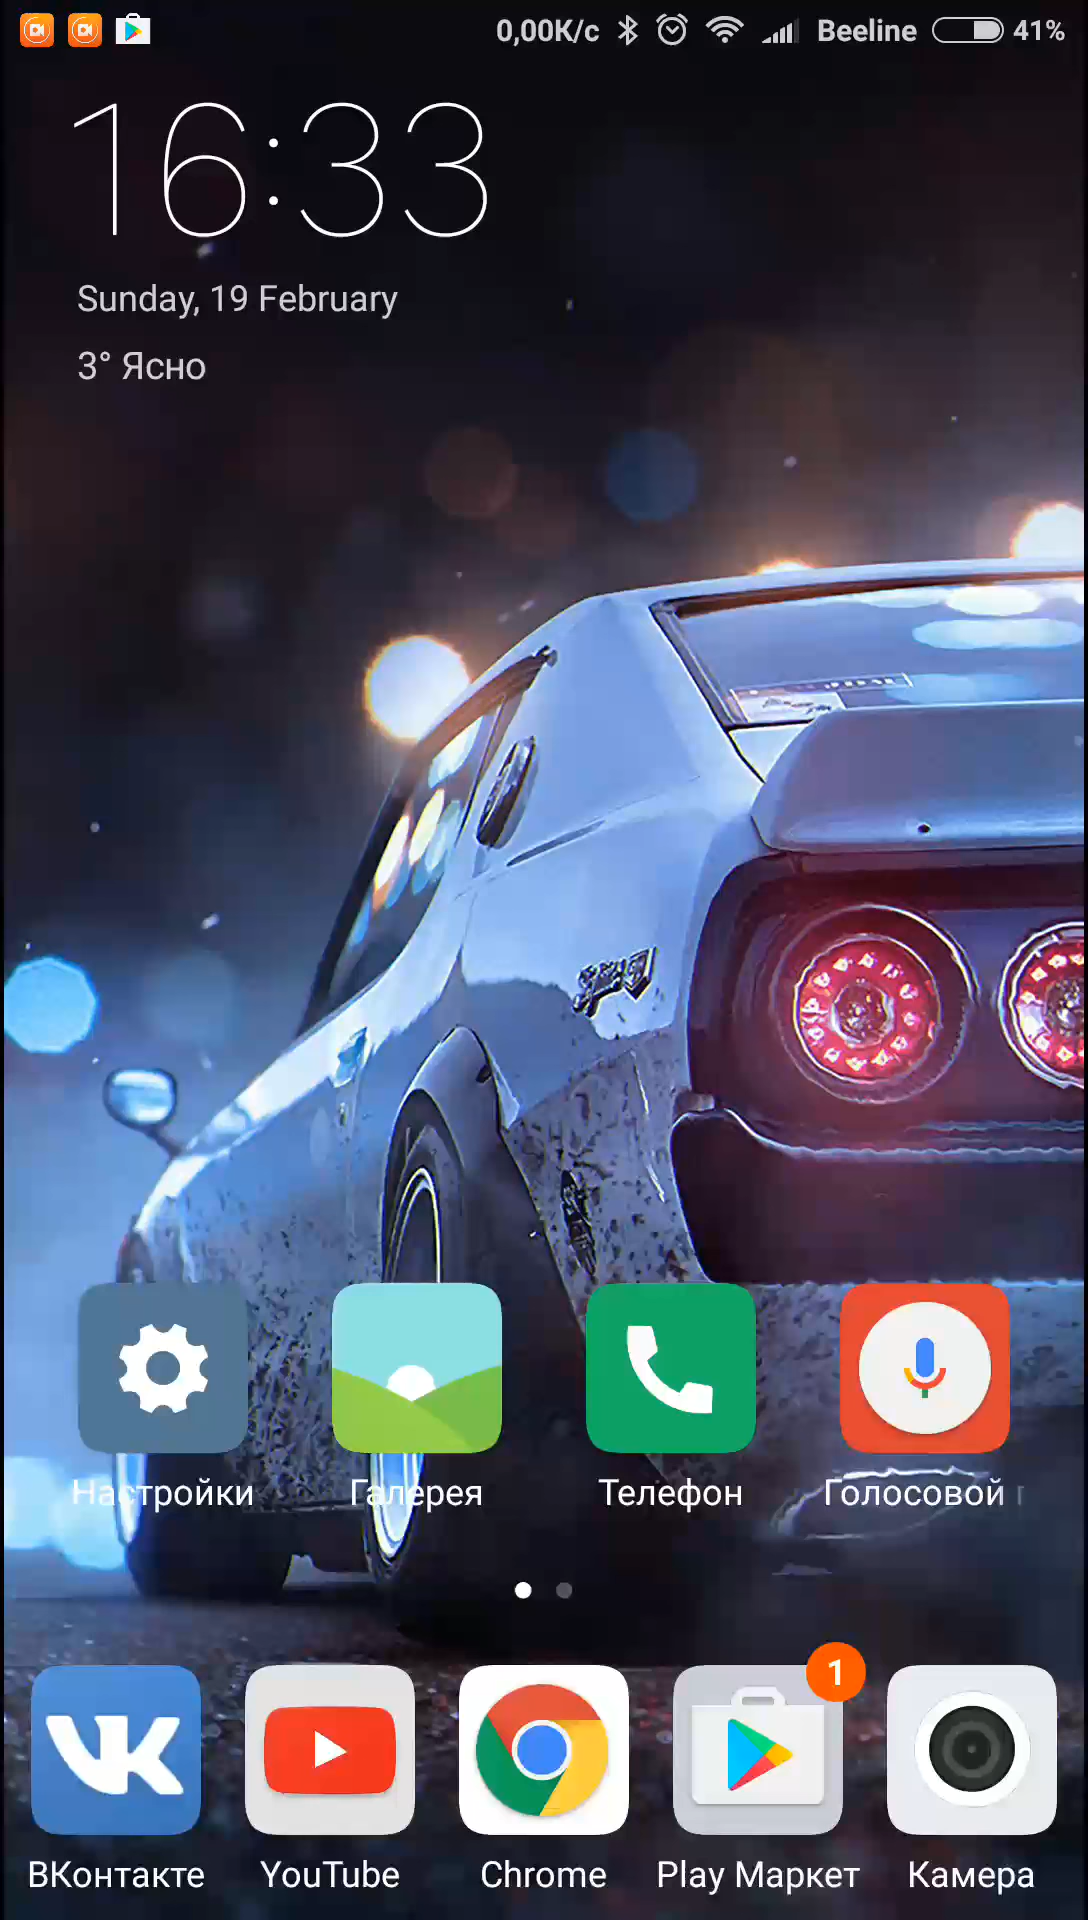 0,00K/c Beeline 41%
16:33
Sunday, 19 February
3° Ясно
Настройки Галерея Телефон Голосовой
1
ВКонтакте YouTube Chrome Play Маркет Камера